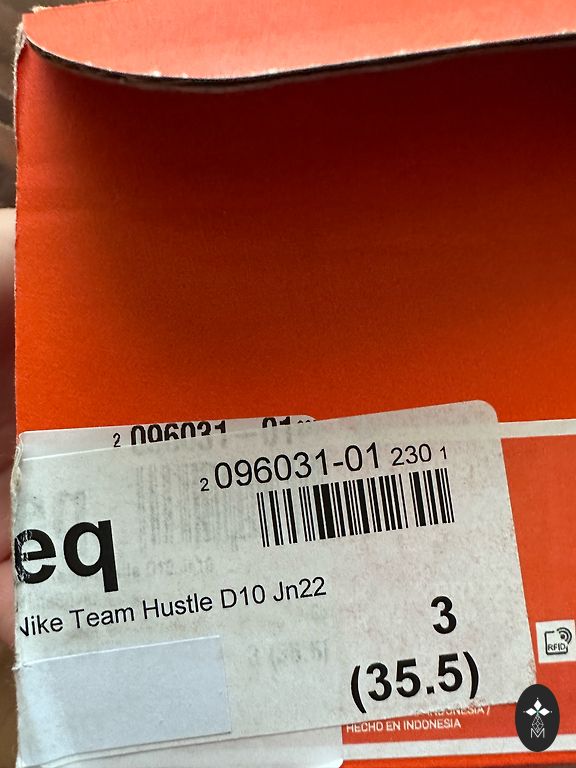 2 096031-01
2 096031-01 230 1
eq
Nike Team Hustle D10 Jn22
3
(35.5)
RFID
INDONESIA /
HECHO EN INDONESIA
M